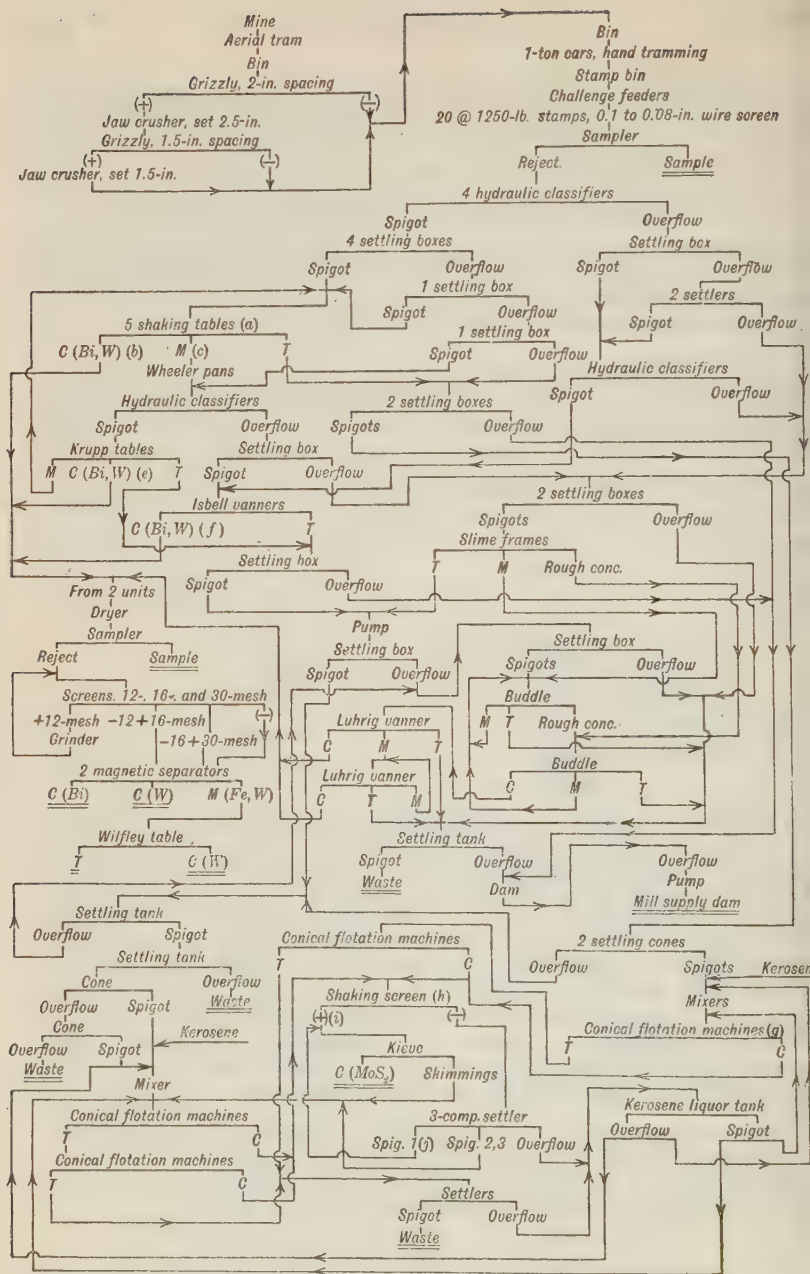 Mine
Aerial tram
Bin
Grizzly, 2-in. spacing
(+) (—)
Jaw crusher, set 2.5-in.
Grizzly, 1.5-in. spacing
(+) (—)
Jaw crusher, set 1.5-in.
Bin
1-ton cars, hand tramming
Stamp bin
Challenge feeders
20 @ 1250-lb. stamps, 0.1 to 0.08-in. wire screen
Sampler
Reject. Sample
4 hydraulic classifiers
Spigot Overflow
4 settling boxes Settling box
Spigot Overflow Spigot Overflow
1 settling box 2 settlers
Spigot Overflow Spigot Overflow
5 shaking tables (a) 1 settling box
C (Bi, W) (b) M (c) T Spigot Overflow Hydraulic classifiers
Wheeler pans Spigot Overflow
Hydraulic classifiers 2 settling boxes
Spigot Overflow Spigots Overflow
Krupp tables Settling box
M C (Bi, W) (e) T Spigot Overflow 2 settling boxes
Isbell vanners Spigots Overflow
C (Bi, W) (f) T Slime frames
Settling box T M Rough conc.
Spigot Overflow
From 2 units
Dryer Pump
Sampler Settling box Settling box
Reject Sample Spigot Overflow Spigots Overflow
Screens. 12-. 16-. and 30-mesh Buddle
+12-mesh -12+16-mesh (—) Luhrig vanner M T Rough conc.
Grinder -16+30-mesh C M T Buddle
2 magnetic separators Luhrig vanner C M T
C (Bi) C (W) M (Fe, W) C T M
Wilfley table Settling tank
T C (W) Spigot Overflow Overflow
Waste Dam Pump
Mill supply dam
Settling tank
Overflow Spigot Conical flotation machines 2 settling cones
Settling tank T C Overflow Spigots Kerosene
Cone Overflow Shaking screen (h) Mixers
Overflow Spigot Waste (+)(i) (—) Conical flotation machines (g)
Cone Kerosene Kieve T C
Overflow Spigot C (MoS2) Skimmings
Waste Mixer 3-comp. settler Kerosene liquor tank
Conical flotation machines Spig. 1(j) Spig. 2,3 Overflow Overflow Spigot
T C
Conical flotation machines
T C Settlers
Spigot Overflow
Waste